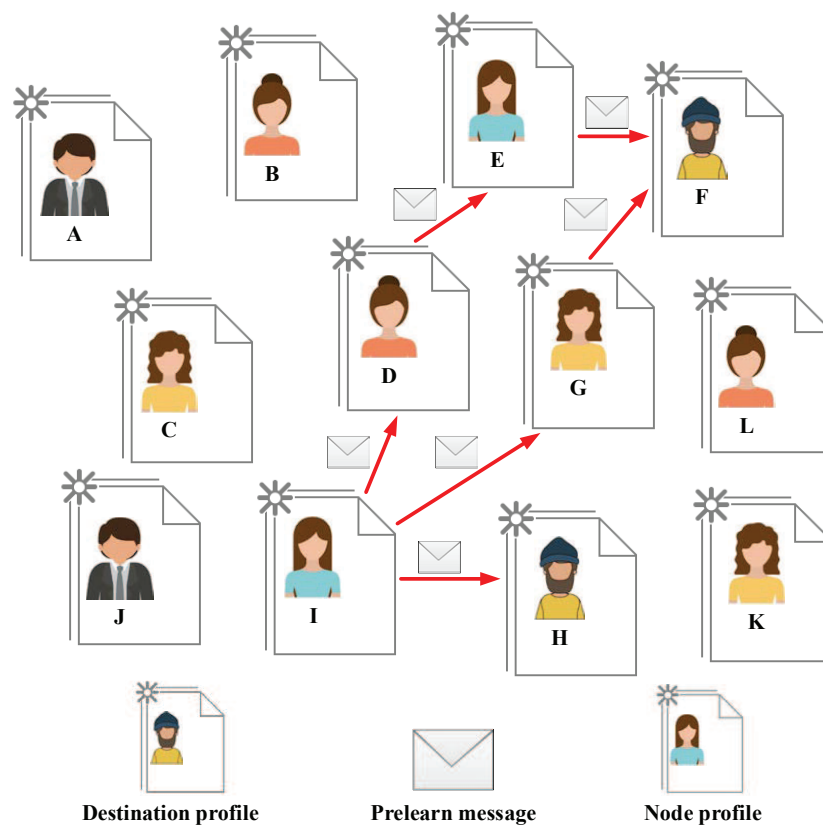 A
B
E
F
D
G
C
L
J
I
H
K
Destination profile
Prelearn message
Node profile